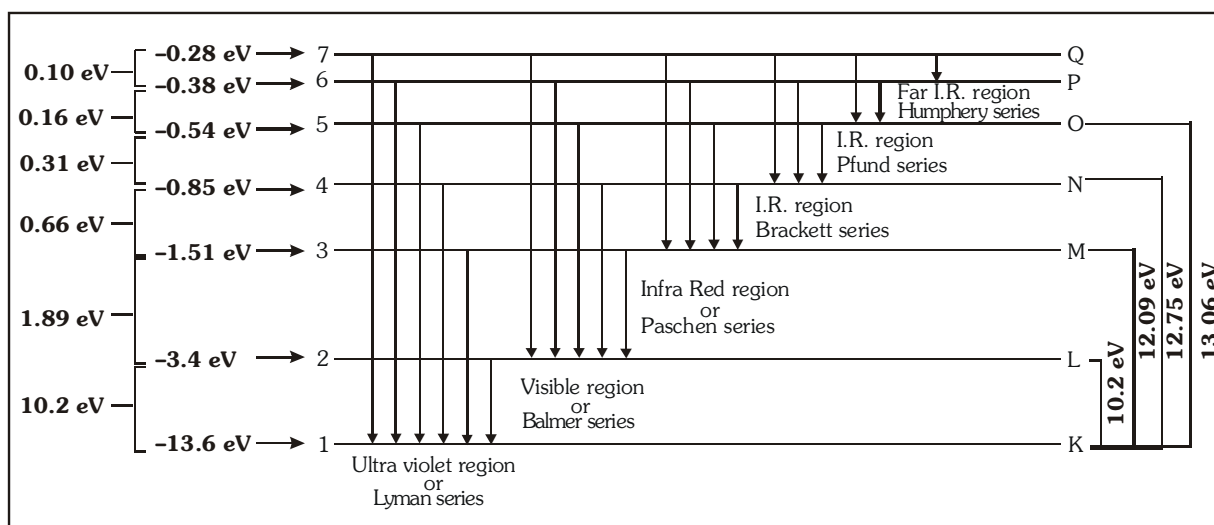 –0.28 eV
7
Q
0.10 eV
–0.38 eV
6
P
Far I.R. region
Humphery series
0.16 eV
–0.54 eV
5
O
I.R. region
Pfund series
0.31 eV
–0.85 eV
4
N
I.R. region
Brackett series
0.66 eV
–1.51 eV
3
M
Infra Red region
or
Paschen series
1.89 eV
–3.4 eV
2
L
Visible region
or
Balmer series
10.2 eV
–13.6 eV
1
K
Ultra violet region
or
Lyman series
10.2 eV
12.09 eV
12.75 eV
13.06 eV